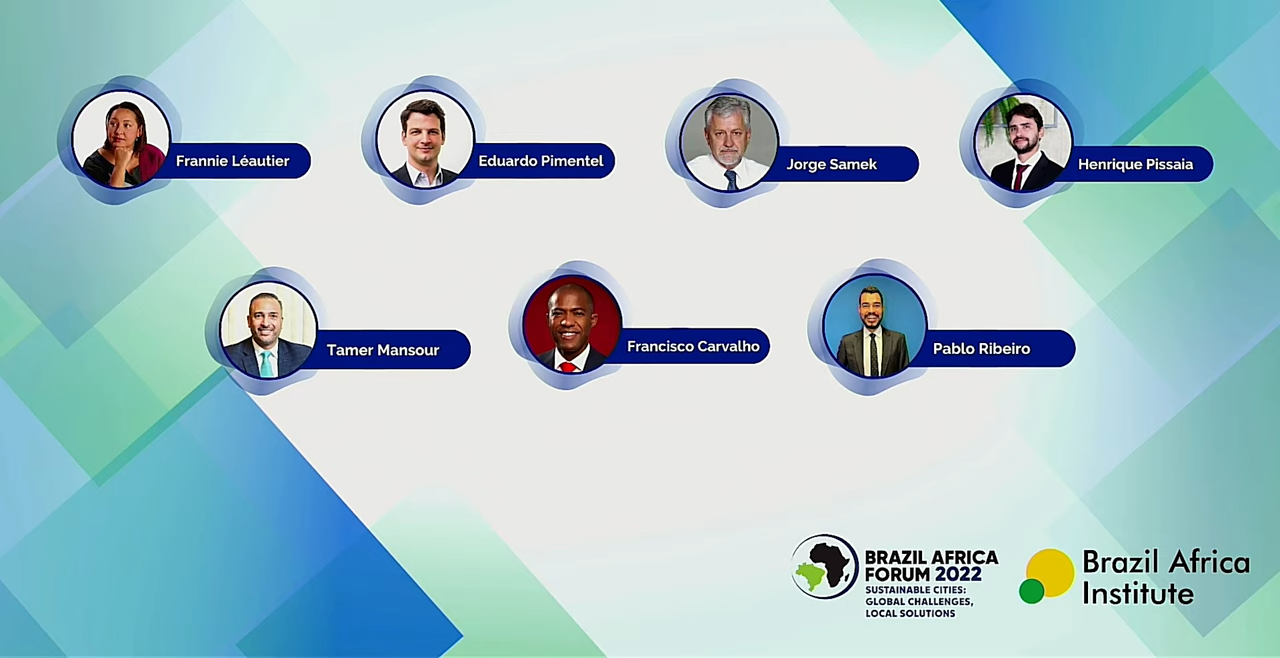 Frannie Léautier
Eduardo Pimentel
Jorge Samek
Henrique Pissaia
Tamer Mansour
Francisco Carvalho
Pablo Ribeiro
BRAZIL AFRICA
FORUM 2022
SUSTAINABLE CITIES:
GLOBAL CHALLENGES,
LOCAL SOLUTIONS
Brazil Africa
Institute